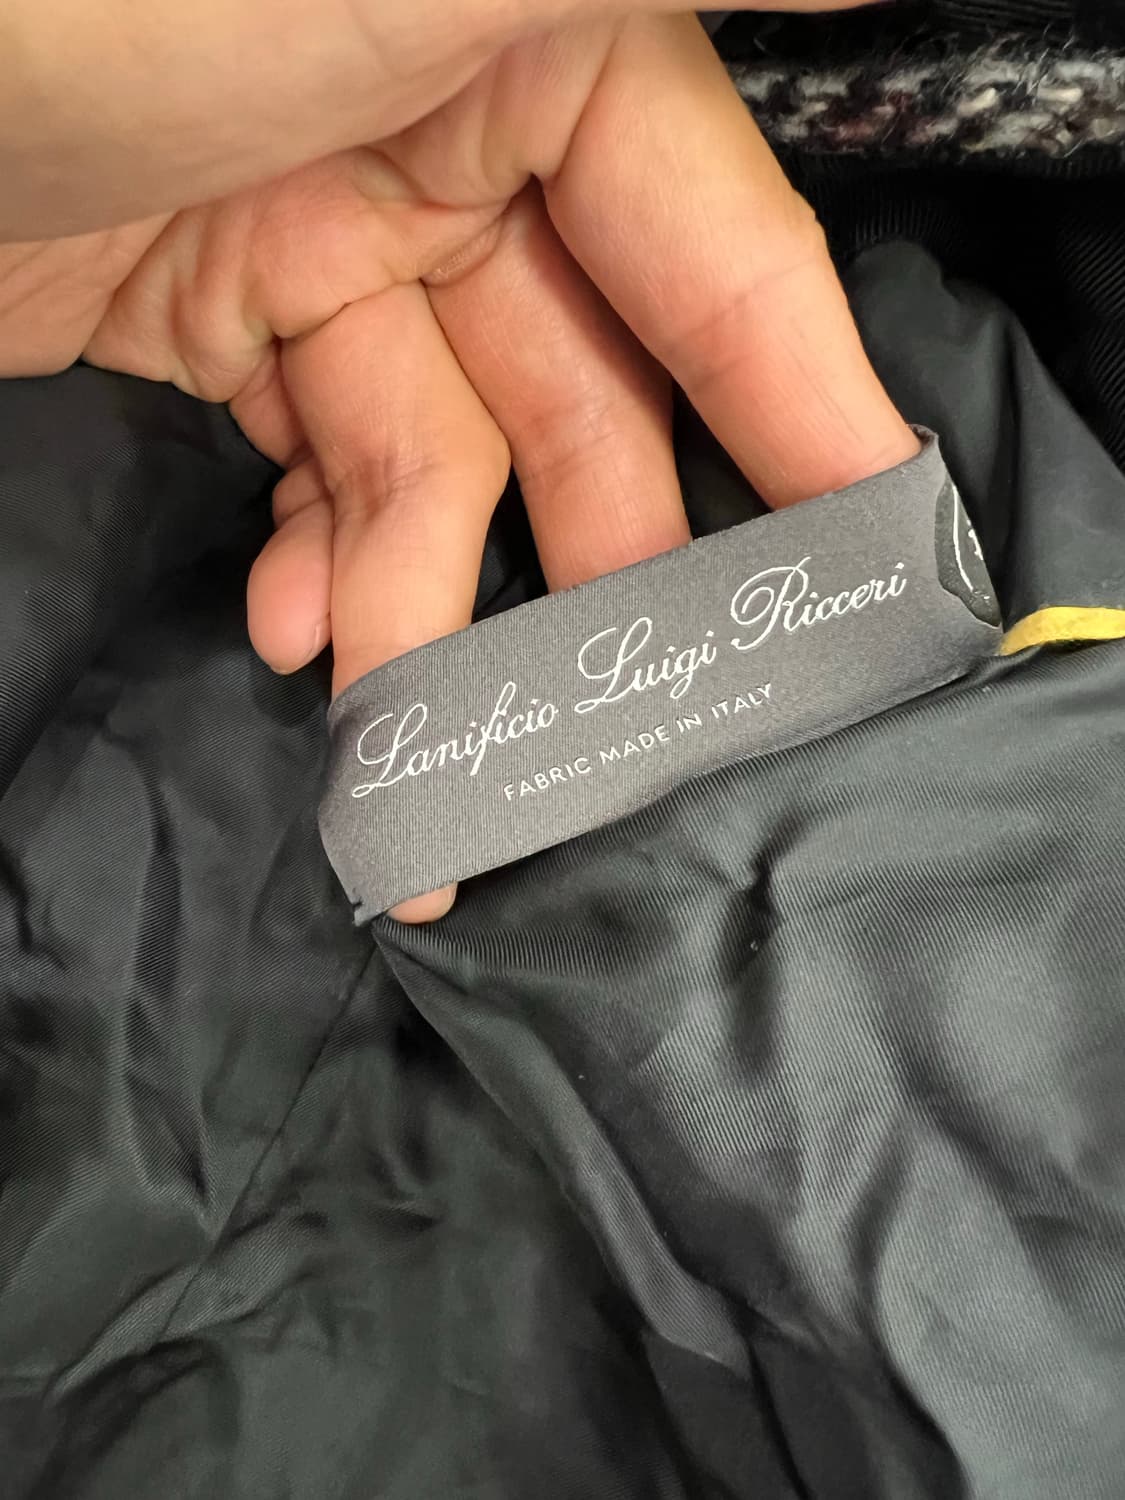 Lanificio Luigi Ricceri
FABRIC MADE IN ITALY